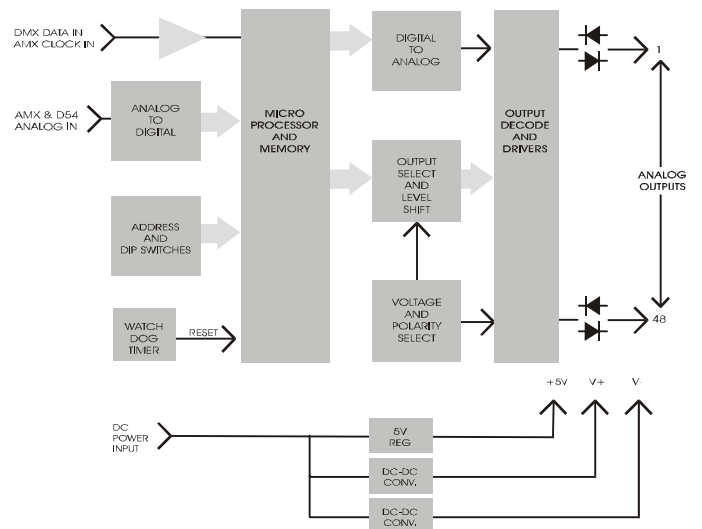 DMX DATA IN
AMX CLOCK IN
AMX & D54
ANALOG IN
ANALOG
TO
DIGITAL
ADDRESS
AND
DIP SWITCHES
WATCH
DOG
TIMER
RESET
MICRO
PROCESSOR
AND
MEMORY
DIGITAL
TO
ANALOG
OUTPUT
SELECT
AND
LEVEL
SHIFT
VOLTAGE
AND
POLARITY
SELECT
OUTPUT
DECODE
AND
DRIVERS
1
ANALOG
OUTPUTS
48
+5V
V+
V-
DC
POWER
INPUT
5V
REG
DC-DC
CONV.
DC-DC
CONV.